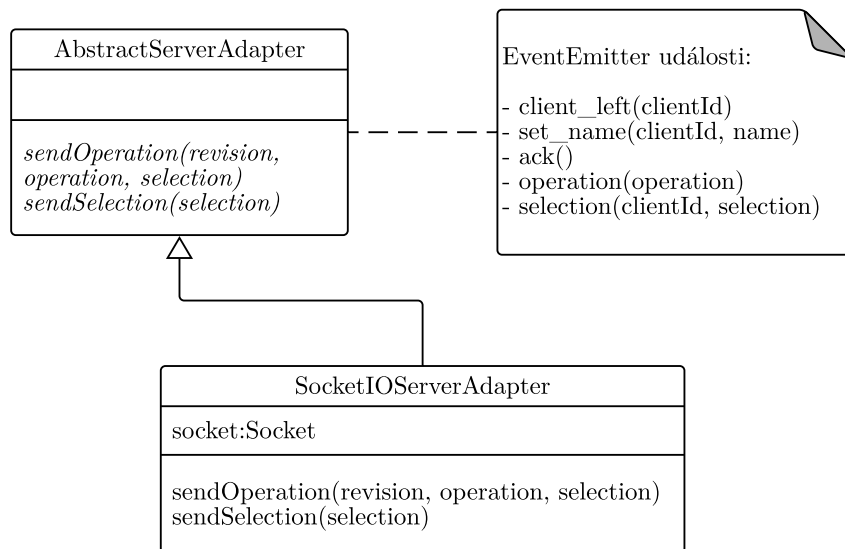 AbstractServerAdapter
sendOperation(revision,
operation, selection)
sendSelection(selection)
EventEmitter události:
- client_left(clientId)
- set_name(clientId, name)
- ack()
- operation(operation)
- selection(clientId, selection)
SocketIOServerAdapter
socket:Socket
sendOperation(revision, operation, selection)
sendSelection(selection)